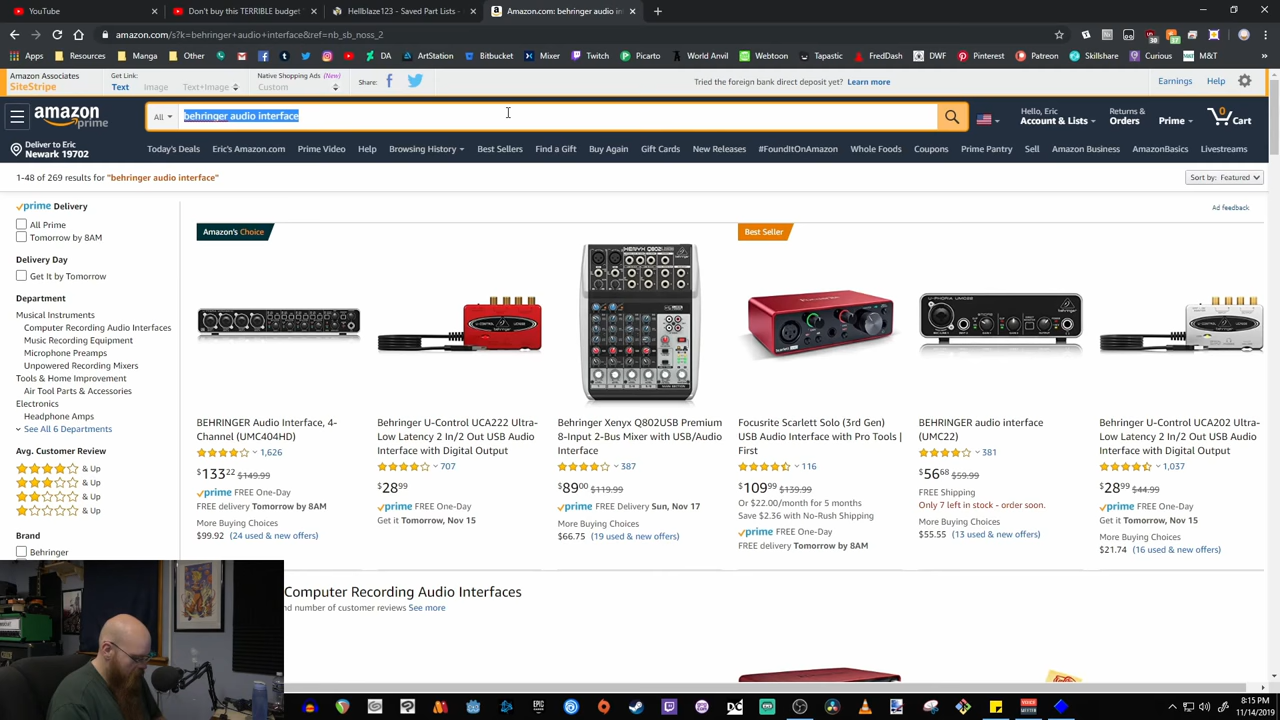 YouTube
Don't buy this TERRIBLE budget
Hellblaze123 - Saved Part Lists -
Amazon.com: behringer audio in
amazon.com/s?k=behringer+audio+interface&ref=nb_sb_noss_2
Apps
Resources
Manga
Other
ArtStation
Bitbucket
Mixer
Twitch
Picarto
World Anvil
Webtoon
Tapastic
FredDash
DWF
Pinterest
Patreon
Skillshare
Curious
M&T
Amazon Associates
SiteStripe
Get Link:
Text
Image
Text+Image
Native Shopping Ads (New)
Custom
Share:
Tried the foreign bank direct deposit yet? Learn more
Earnings
Help
amazon prime
All
behringer audio interface
Hello, Eric
Account & Lists
Returns & Orders
Prime
0
Cart
Deliver to Eric
Newark 19702
Today's Deals
Eric's Amazon.com
Prime Video
Help
Browsing History
Best Sellers
Find a Gift
Buy Again
Gift Cards
New Releases
#FoundItOnAmazon
Whole Foods
Coupons
Prime Pantry
Sell
Amazon Business
AmazonBasics
Livestreams
1-48 of 269 results for "behringer audio interface"
Sort by: Featured
prime Delivery
All Prime
Tomorrow by 8AM
Delivery Day
Get It by Tomorrow
Department
Musical Instruments
Computer Recording Audio Interfaces
Music Recording Equipment
Microphone Preamps
Unpowered Recording Mixers
Tools & Home Improvement
Air Tool Parts & Accessories
Electronics
Headphone Amps
See All 6 Departments
Avg. Customer Review
& Up
& Up
& Up
& Up
Brand
Behringer
Ad feedback
Amazon's Choice
BEHRINGER Audio Interface, 4-
Channel (UMC404HD)
1,626
$133.22 $149.99
prime FREE One-Day
FREE delivery Tomorrow by 8AM
More Buying Choices
$99.92 (24 used & new offers)
Behringer U-Control UCA222 Ultra-
Low Latency 2 In/2 Out USB Audio
Interface with Digital Output
707
$28.99
prime FREE One-Day
Get it Tomorrow, Nov 15
Behringer Xenyx Q802USB Premium
8-Input 2-Bus Mixer with USB/Audio
Interface
387
$89.00 $119.99
prime FREE Delivery Sun, Nov 17
More Buying Choices
$66.75 (19 used & new offers)
Best Seller
Focusrite Scarlett Solo (3rd Gen)
USB Audio Interface with Pro Tools |
First
116
$109.99 $139.99
Or $22.00/month for 5 months
Save $2.36 with No-Rush Shipping
prime FREE One-Day
FREE delivery Tomorrow by 8AM
BEHRINGER audio interface
(UMC22)
381
$56.68 $59.99
FREE Shipping
Only 7 left in stock - order soon.
More Buying Choices
$55.55 (13 used & new offers)
Behringer U-Control UCA202 Ultra-
Low Latency 2 In/2 Out USB Audio
Interface with Digital Output
1,037
$28.99 $44.99
prime FREE One-Day
Get it Tomorrow, Nov 15
More Buying Choices
$21.74 (16 used & new offers)
Computer Recording Audio Interfaces
nd number of customer reviews See more
8:15 PM
11/14/2019